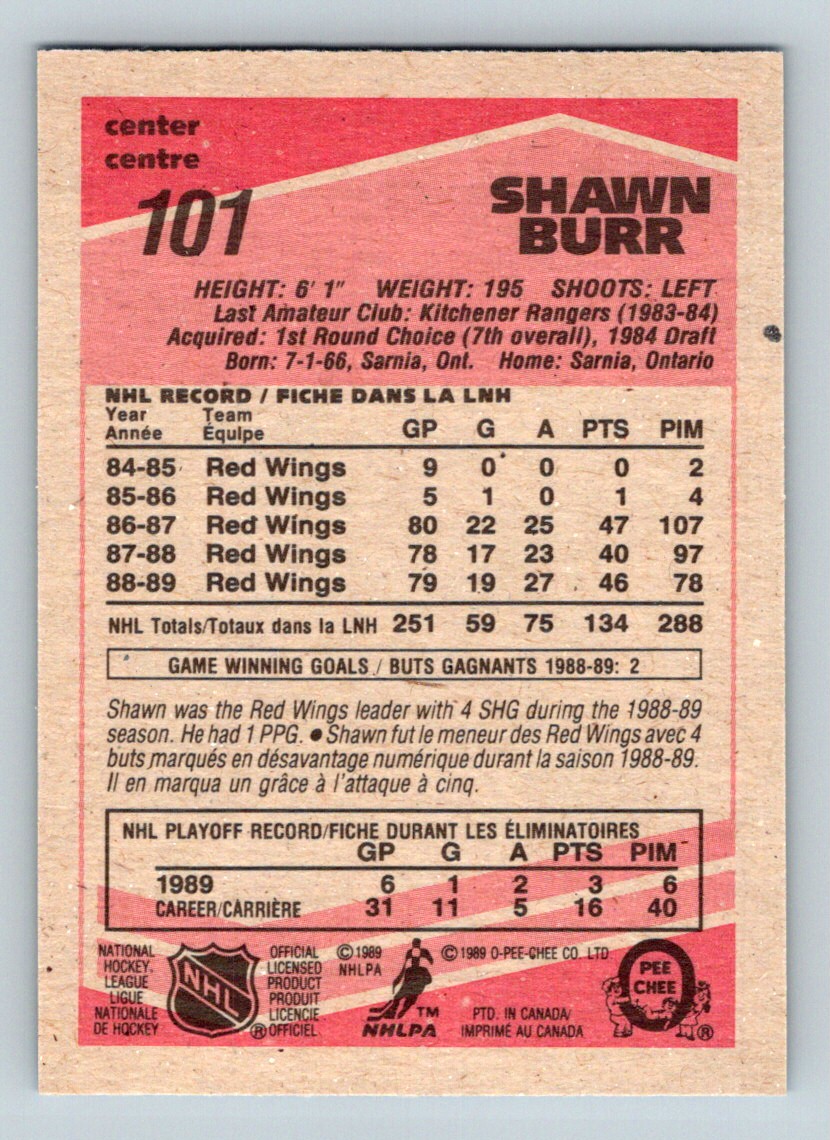 center
centre
101
SHAWN
BURR
HEIGHT: 6' 1" WEIGHT: 195 SHOOTS: LEFT
Last Amateur Club: Kitchener Rangers (1983-84)
Acquired: 1st Round Choice (7th overall), 1984 Draft
Born: 7-1-66, Sarnia, Ont. Home: Sarnia, Ontario
NHL RECORD / FICHE DANS LA LNH
Year Team
Année Équipe GP G A PTS PIM
84-85 Red Wings 9 0 0 0 2
85-86 Red Wings 5 1 0 1 4
86-87 Red Wings 80 22 25 47 107
87-88 Red Wings 78 17 23 40 97
88-89 Red Wings 79 19 27 46 78
NHL Totals/Totaux dans la LNH 251 59 75 134 288
GAME WINNING GOALS / BUTS GAGNANTS 1988-89: 2
Shawn was the Red Wings leader with 4 SHG during the 1988-89
season. He had 1 PPG. ● Shawn fut le meneur des Red Wings avec 4
buts marqués en désavantage numérique durant la saison 1988-89.
Il en marqua un grâce à l'attaque à cinq.
NHL PLAYOFF RECORD/FICHE DURANT LES ÉLIMINATOIRES
GP G A PTS PIM
1989 6 1 2 3 6
CAREER/CARRIÈRE 31 11 5 16 40
NATIONAL
HOCKEY
LEAGUE
LIGUE
NATIONALE
DE HOCKEY
NHL
®
OFFICIAL
LICENSED
PRODUCT
PRODUIT
LICENCIE
OFFICIEL
© 1989
NHLPA
TM
NHLPA
© 1989 O-PEE-CHEE CO. LTD
PTD. IN CANADA/
IMPRIMÉ AU CANADA
O
PEE
CHEE
®